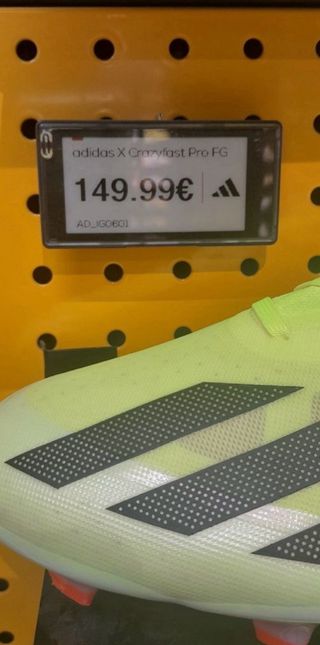 adidas X Crazyfast Pro FG
149.99€
AD_IG0601